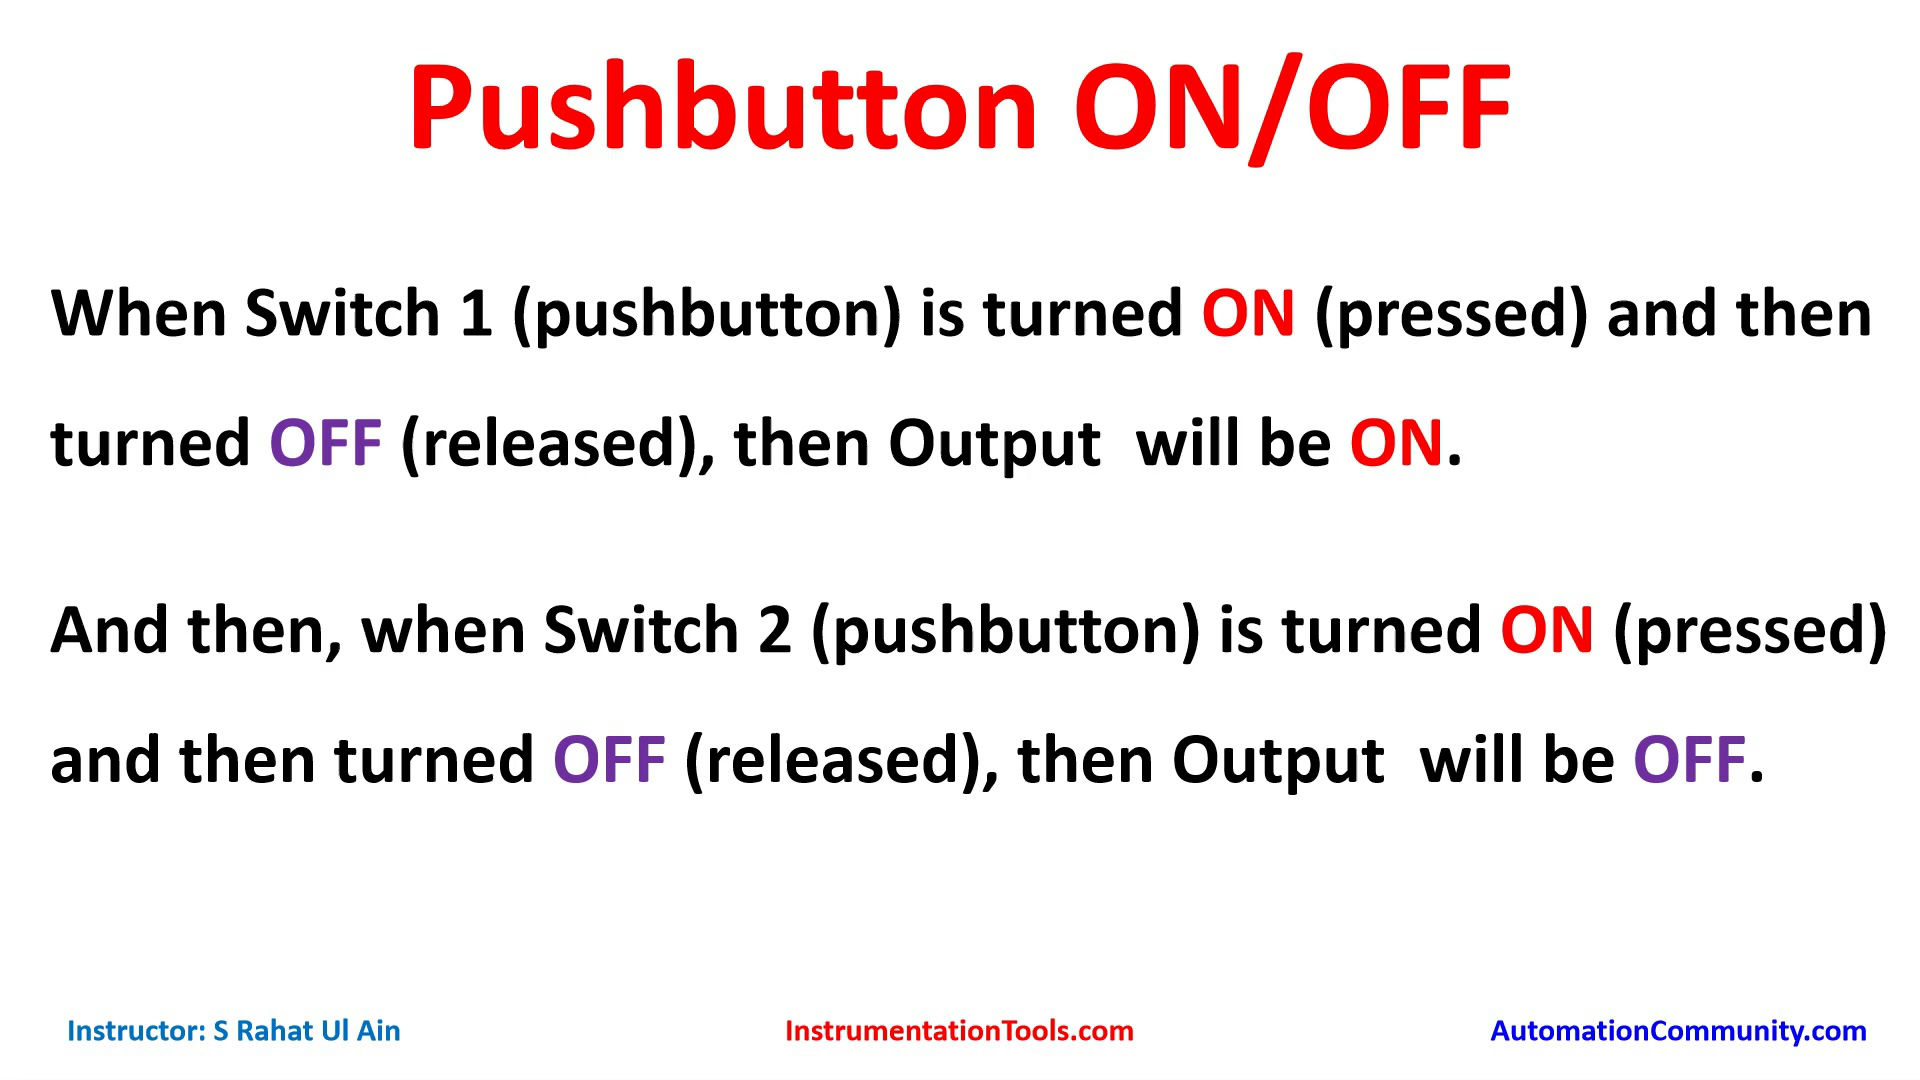 Pushbutton ON/OFF
When Switch 1 (pushbutton) is turned ON (pressed) and then
turned OFF (released), then Output  will be ON.
And then, when Switch 2 (pushbutton) is turned ON (pressed)
and then turned OFF (released), then Output  will be OFF.
Instructor: S Rahat Ul Ain
InstrumentationTools.com
AutomationCommunity.com